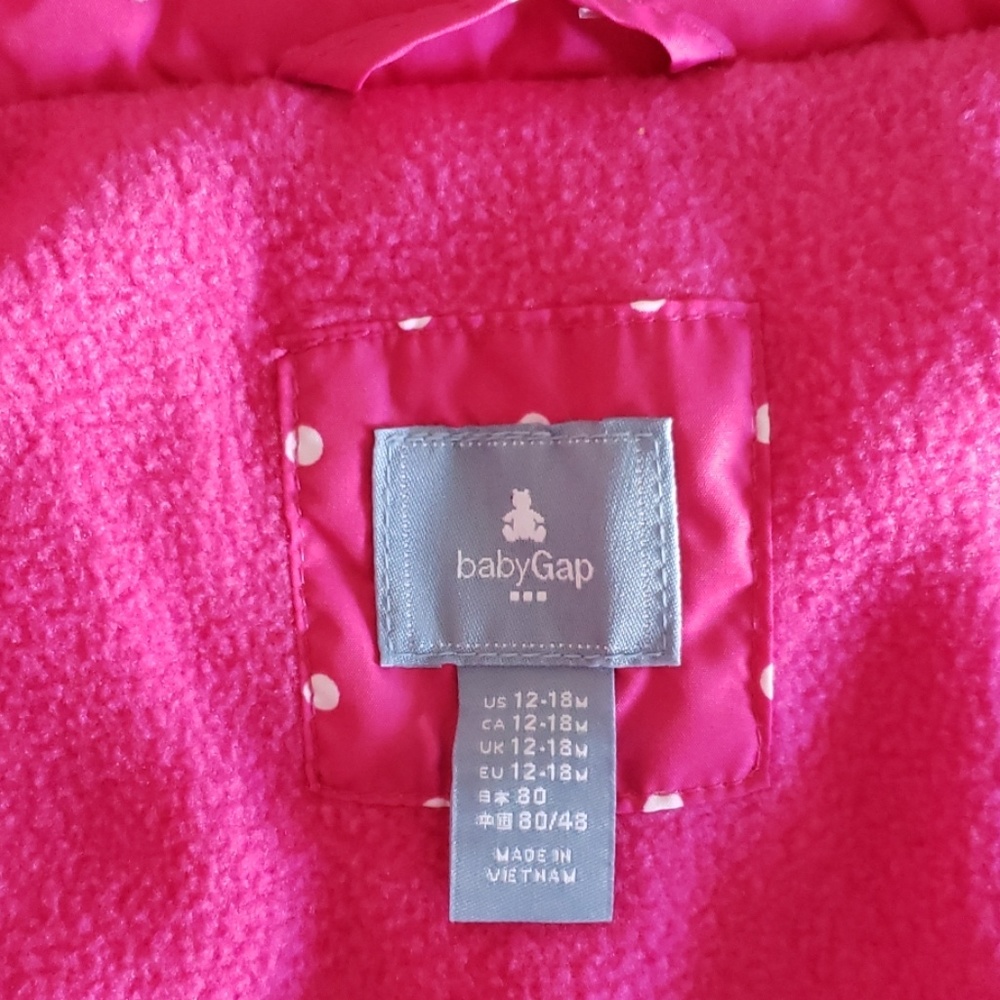 babyGap
US 12-18M
CA 12-18M
UK 12-18M
EU 12-18M
日本 80
中国 80/48
MADE IN
VIETNAM